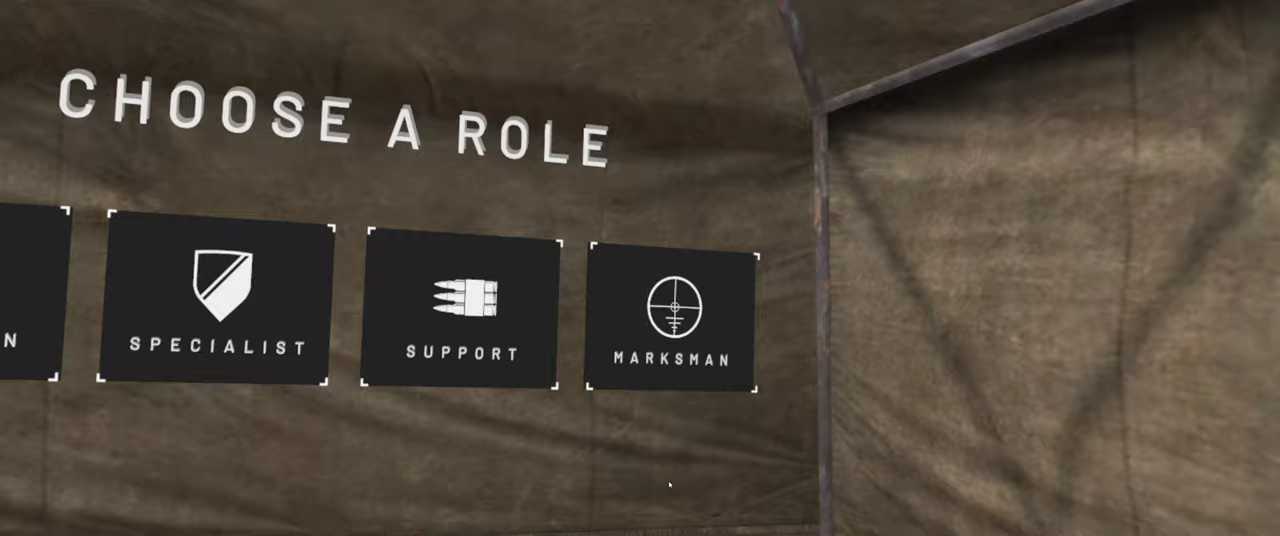 CHOOSE A ROLE
N
SPECIALIST
SUPPORT
MARKSMAN